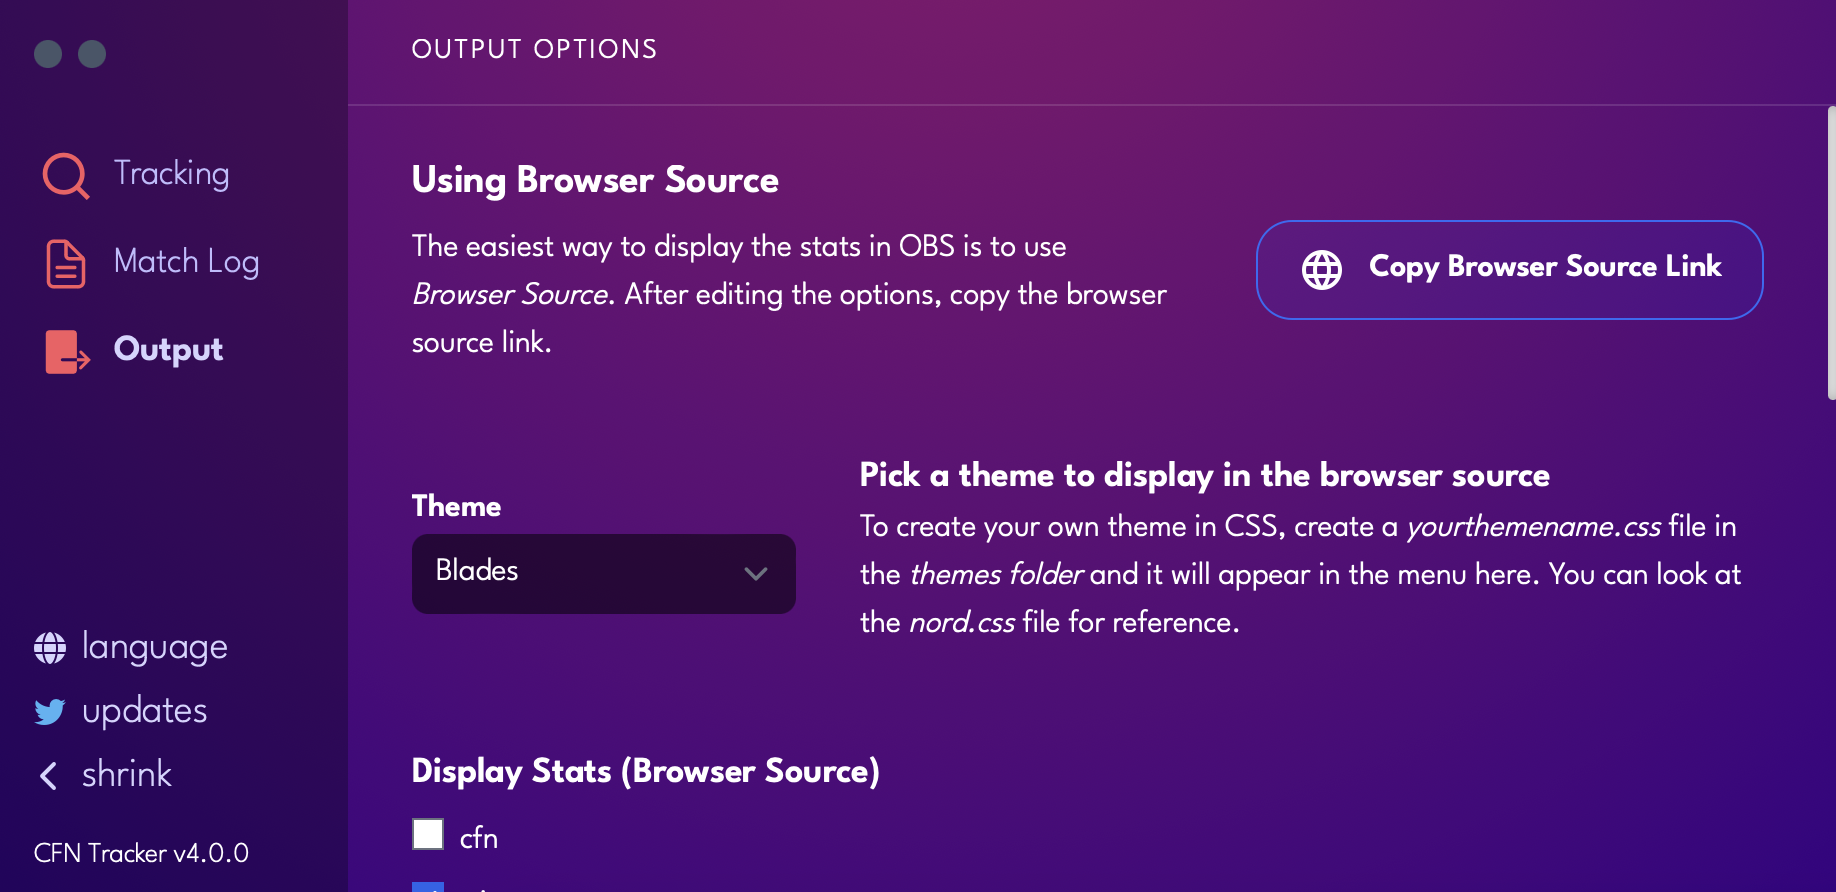 OUTPUT OPTIONS
Tracking
Match Log
Output
language
updates
shrink
CFN Tracker v4.0.0
Using Browser Source
The easiest way to display the stats in OBS is to use
Browser Source. After editing the options, copy the browser
source link.
Copy Browser Source Link
Theme
Blades
Pick a theme to display in the browser source
To create your own theme in CSS, create a yourthemename.css file in
the themes folder and it will appear in the menu here. You can look at
the nord.css file for reference.
Display Stats (Browser Source)
cfn